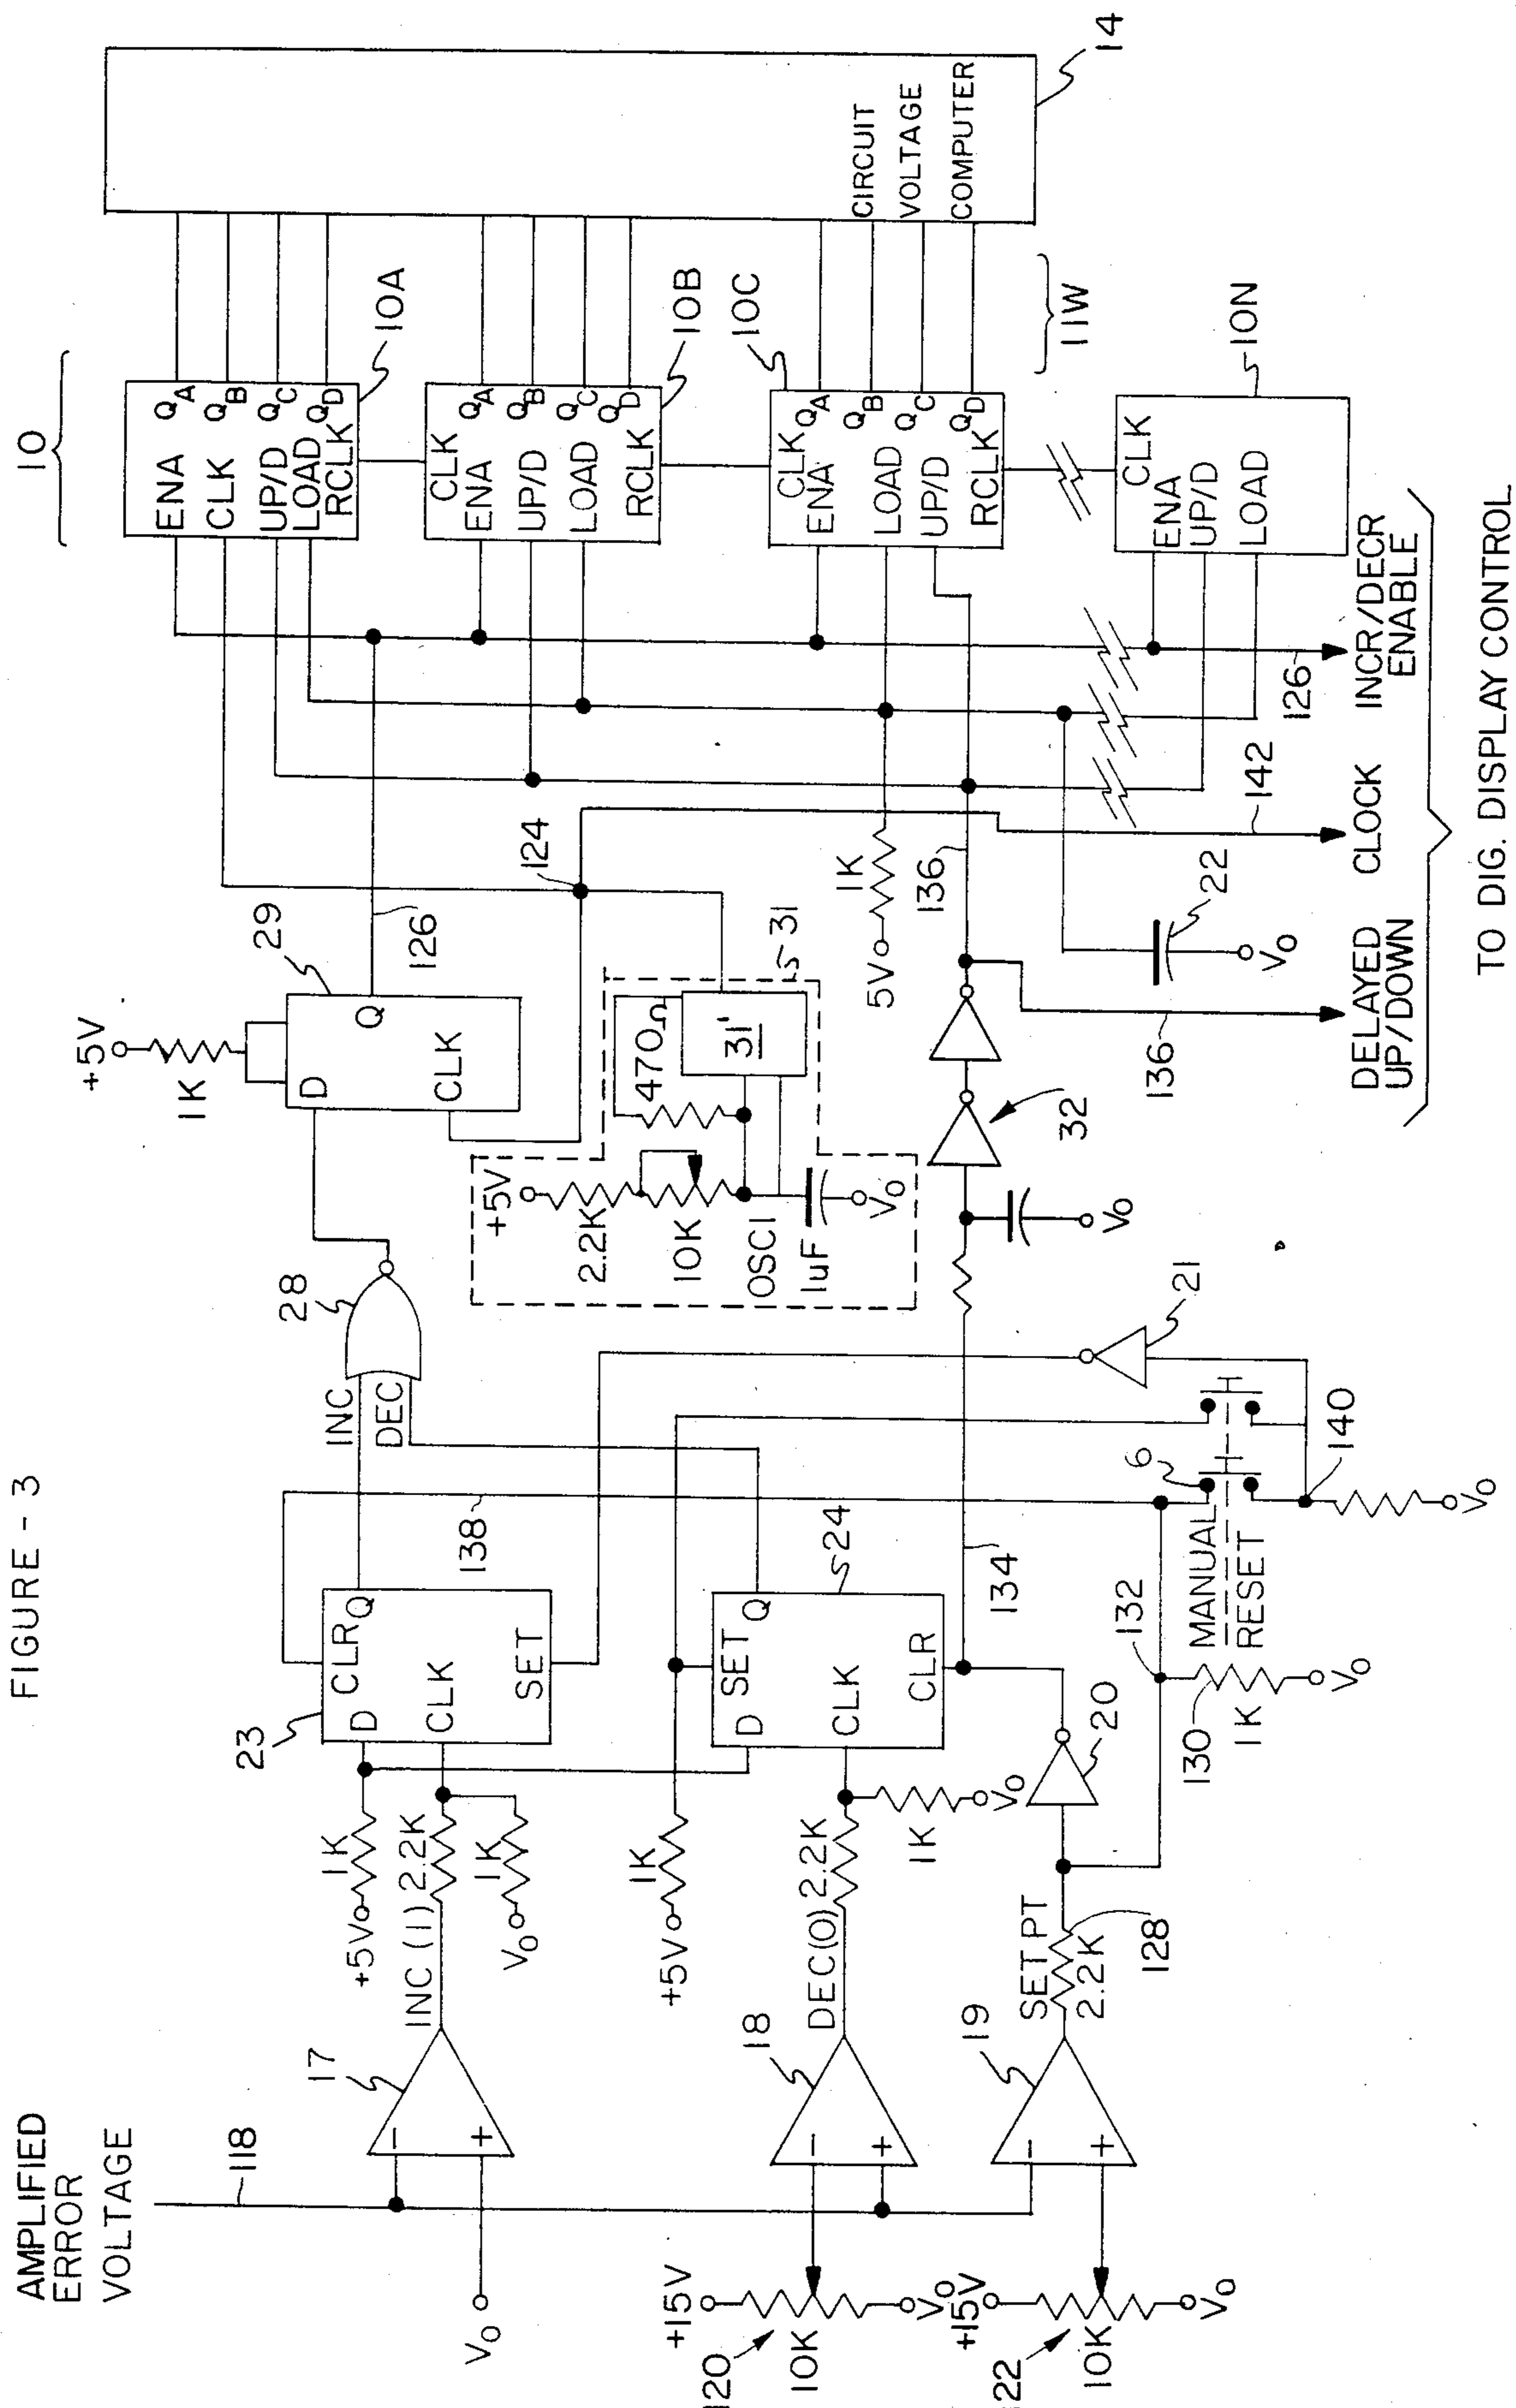 FIGURE - 3
AMPLIFIED
ERROR
VOLTAGE
118
17
-
+
V0
INC (1)
+5V
1K
2.2K
1K
V0
23
D
CLR
Q
CLK
SET
INC
DEC
28
138
+5V
1K
D
Q
CLK
29
126
124
+5V
2.2K
10K
OSC1
1uF
V0
470Ω
31'
31
10
ENA
CLK
UP/D
LOAD
RCLK
QA
QB
QC
QD
10A
CLK
ENA
UP/D
LOAD
RCLK
QA
QB
QC
QD
10B
CLK
ENA
LOAD
UP/D
RCLK
QA
QB
QC
QD
10C
CLK
ENA
UP/D
LOAD
10N
11W
CIRCUIT
VOLTAGE
COMPUTER
14
+15V
120
10K
V0
18
-
+
DEC(0)
2.2K
1K
V0
+5V
1K
SET
D
Q
CLK
CLR
24
134
+15V
122
10K
V0
19
-
+
SET PT
2.2K
128
20
130
1K
V0
132
MANUAL
RESET
6
140
V0
21
V0
32
136
5V
1K
22
V0
136
142
126
DELAYED
UP/DOWN
CLOCK
INCR/DECR
ENABLE
TO DIG. DISPLAY CONTROL